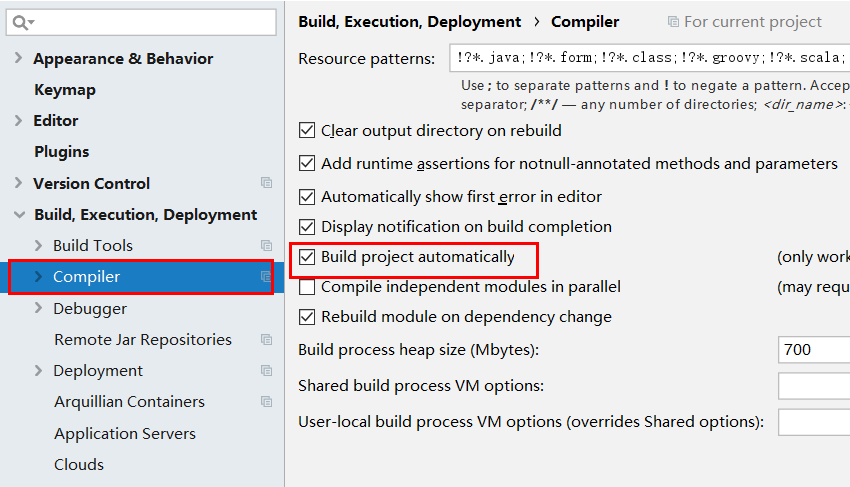 Appearance & Behavior
Keymap
Editor
Plugins
Version Control
Build, Execution, Deployment
Build Tools
Compiler
Debugger
Remote Jar Repositories
Deployment
Arquillian Containers
Application Servers
Clouds
Build, Execution, Deployment › Compiler For current project
Resource patterns: !?*.java;!?*.form;!?*.class;!?*.groovy;!?*.scala;
Use ; to separate patterns and ! to negate a pattern. Accep
separator; /**/ — any number of directories; <dir_name>:
Clear output directory on rebuild
Add runtime assertions for notnull-annotated methods and parameters
Automatically show first error in editor
Display notification on build completion
Build project automatically (only work
Compile independent modules in parallel (may requ
Rebuild module on dependency change
Build process heap size (Mbytes): 700
Shared build process VM options:
User-local build process VM options (overrides Shared options):